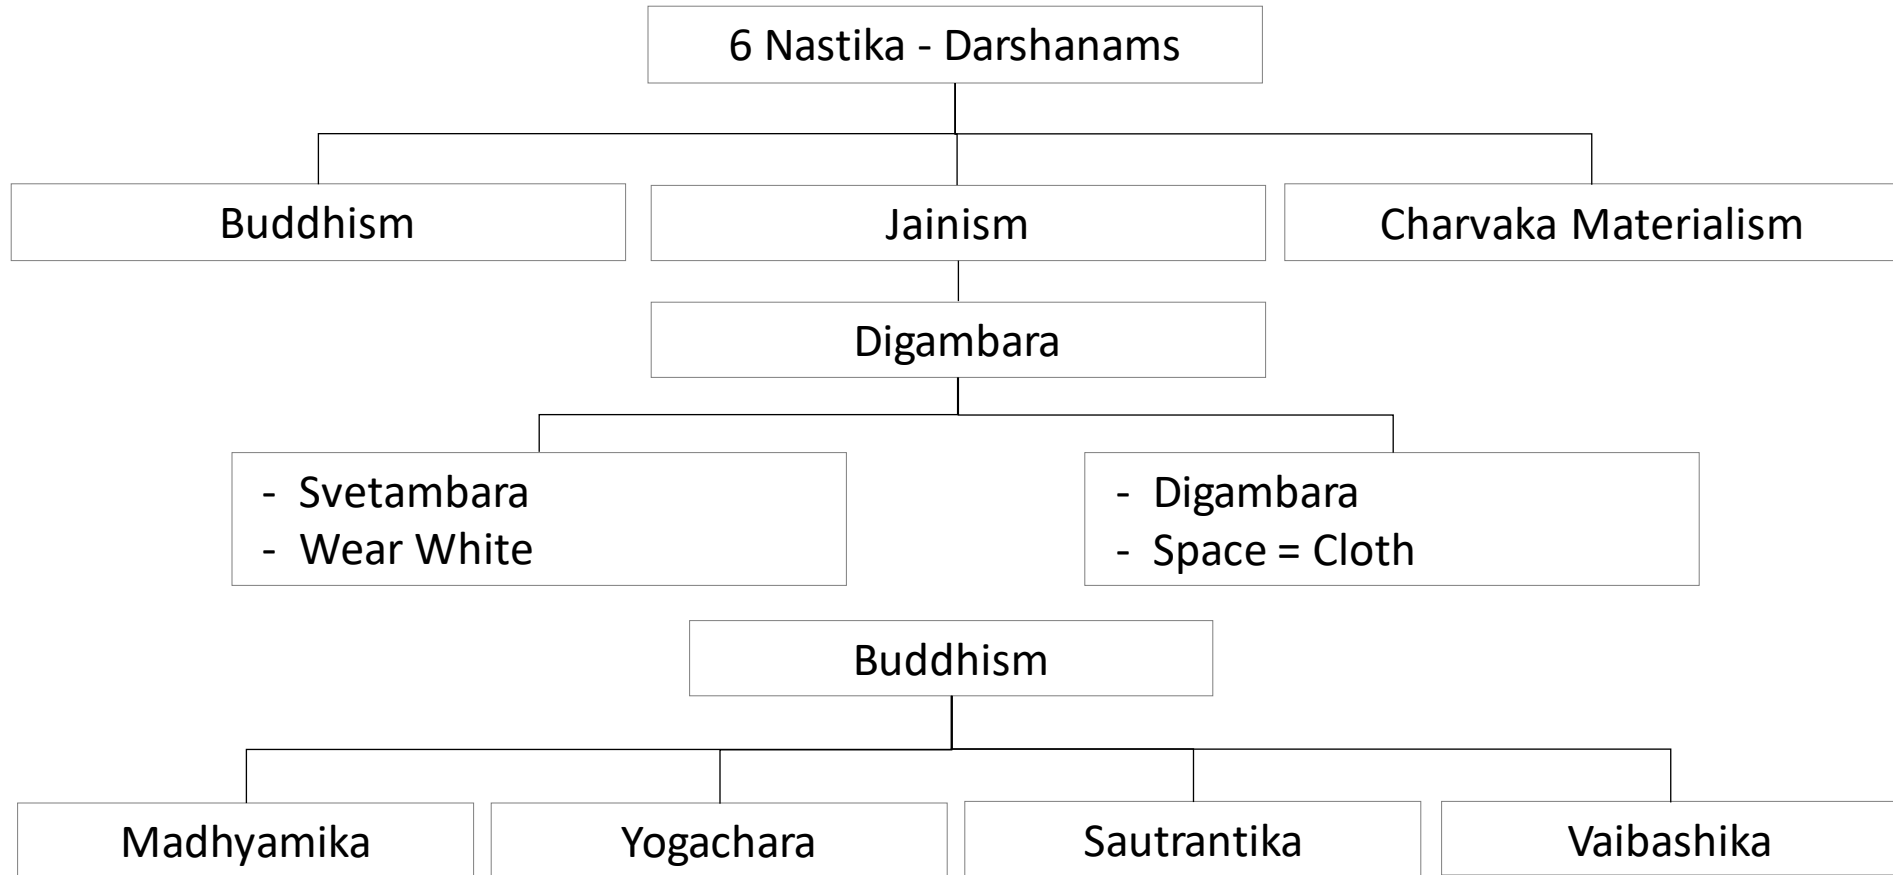 6 Nastika - Darshanams
Buddhism
Jainism
Charvaka Materialism
Digambara
- Svetambara
- Wear White
- Digambara
- Space = Cloth
Buddhism
Madhyamika
Yogachara
Sautrantika
Vaibashika